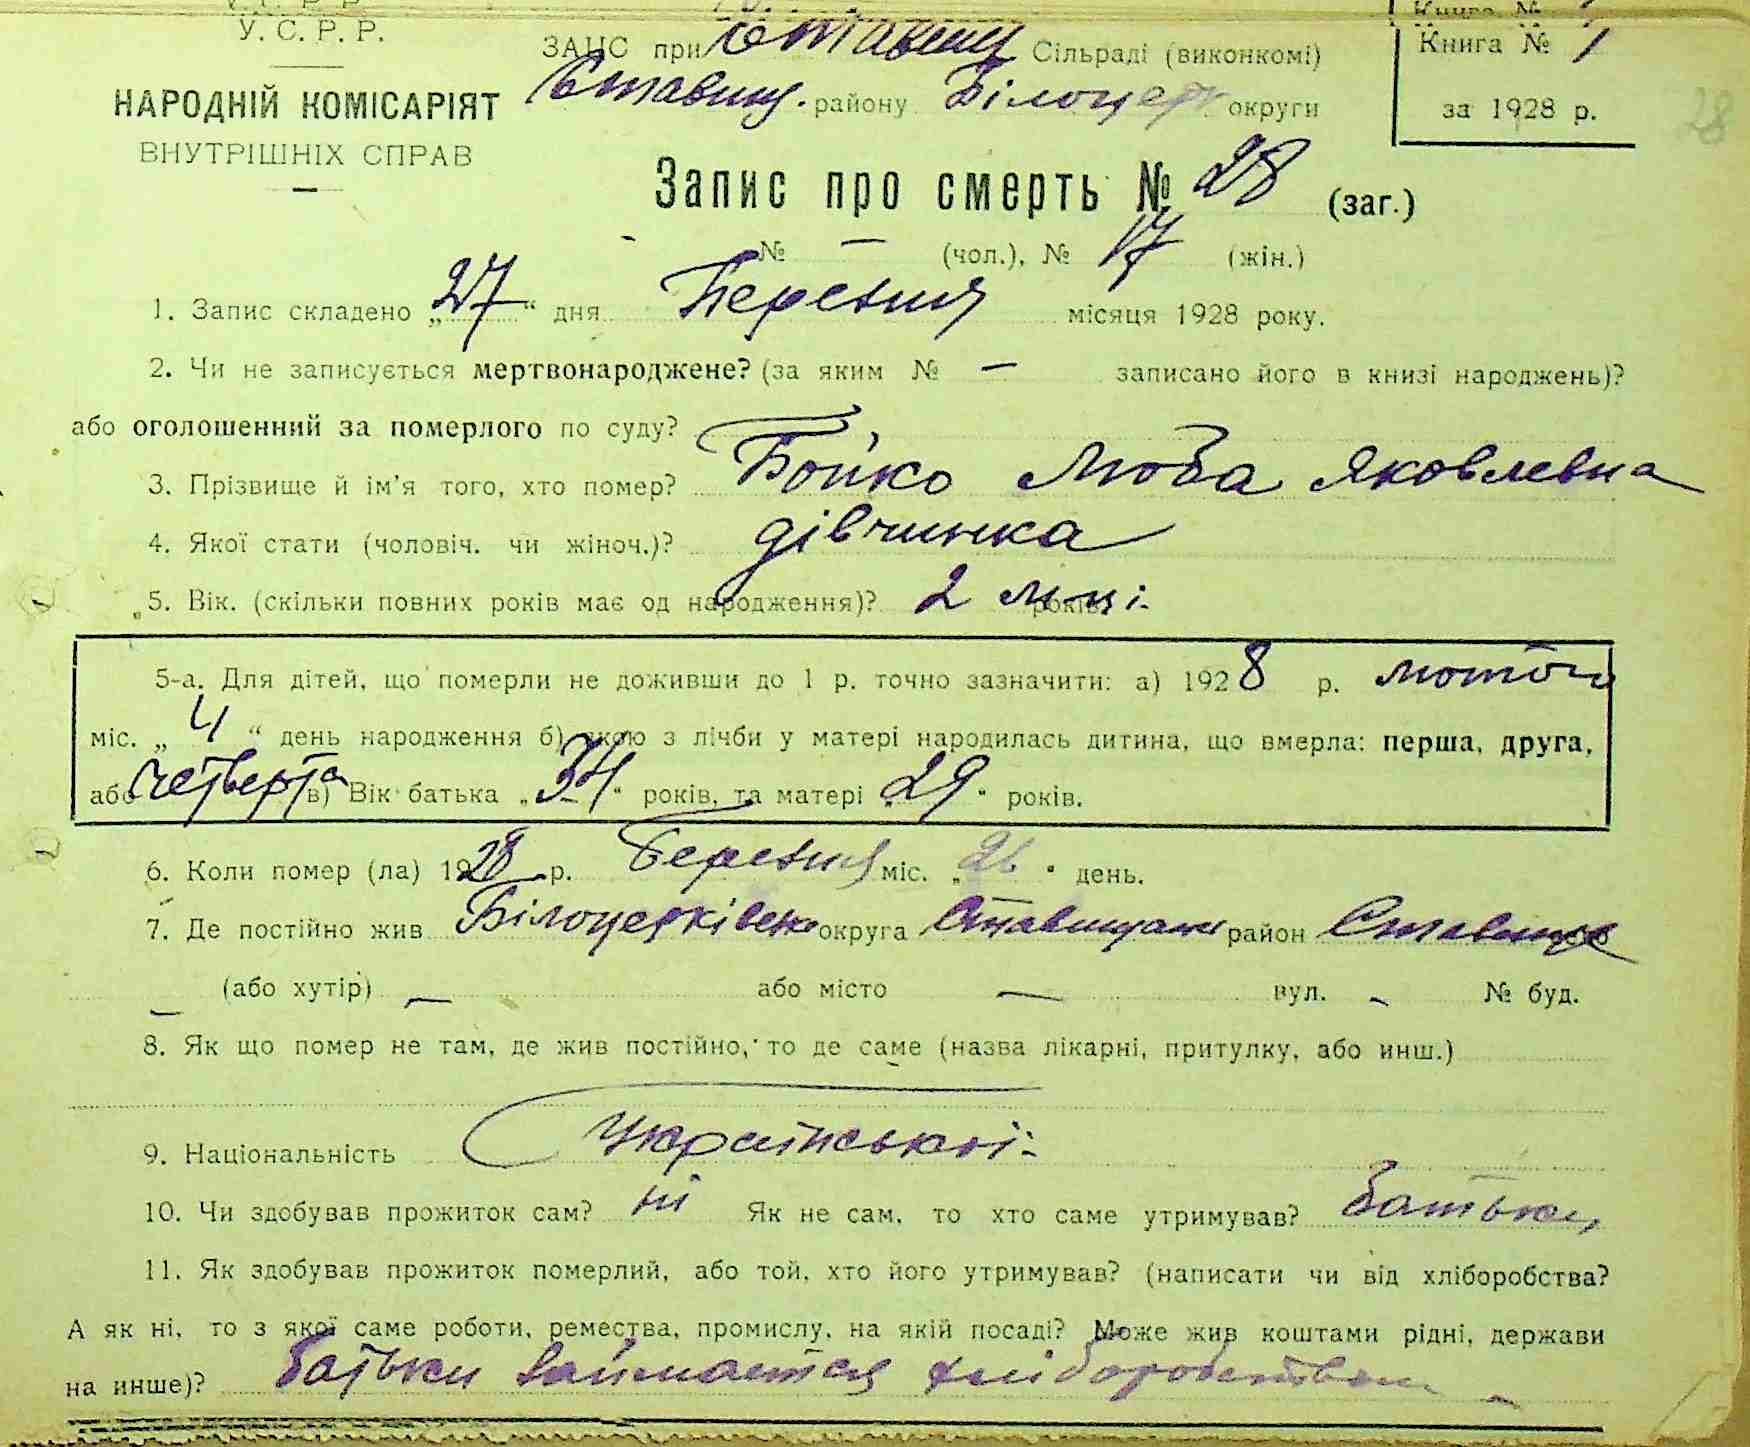 У. С. Р. Р.
НАРОДНІЙ КОМІСАРІЯТ
ВНУТРІШНІХ СПРАВ
ЗАГС при Ставищ Сільраді (виконкомі)
Ставищ. району Білоцерк округи
Книга № 1
за 1928 р.
28
Запис про смерть № 28 (заг.)
№ — (чол.), № 17 (жін.)
1. Запис складено „27“ дня Березня місяця 1928 року.
2. Чи не записується мертвонароджене? (за яким № — записано його в книзі народжень)?
або оголошенний за померлого по суду?
3. Прізвище й ім'я того, хто помер? Бойко Люба Яковлевна
4. Якої стати (чоловіч. чи жіноч.)? дівчинка
5. Вік. (скільки повних років має од народження)? 2 м-ці років
5-а. Для дітей, що померли не доживши до 1 р. точно зазначити: а) 1928 р. лютого
міс. „4“ день народження б) якою з лічби у матері народилась дитина, що вмерла: перша, друга,
або четверта в) Вік батька „34“ років, та матері „29“ років.
6. Коли помер (ла) 1928 р. Березня міс. „26“ день.
7. Де постійно жив Білоцерківська округа район
(або хутір) — або місто — вул. - № буд.
8. Як що помер не там, де жив постійно, то де саме (назва лікарні, притулку, або инш.)
9. Національність Української
10. Чи здобував прожиток сам? ні Як не сам, то хто саме утримував? Батьки
11. Як здобував прожиток померлий, або той, хто його утримував? (написати чи від хліборобства?
А як ні, то з якої саме роботи, ремества, промислу, на якій посаді? Може жив коштами рідні, держави
на инше)? Батьки займается хліборобством